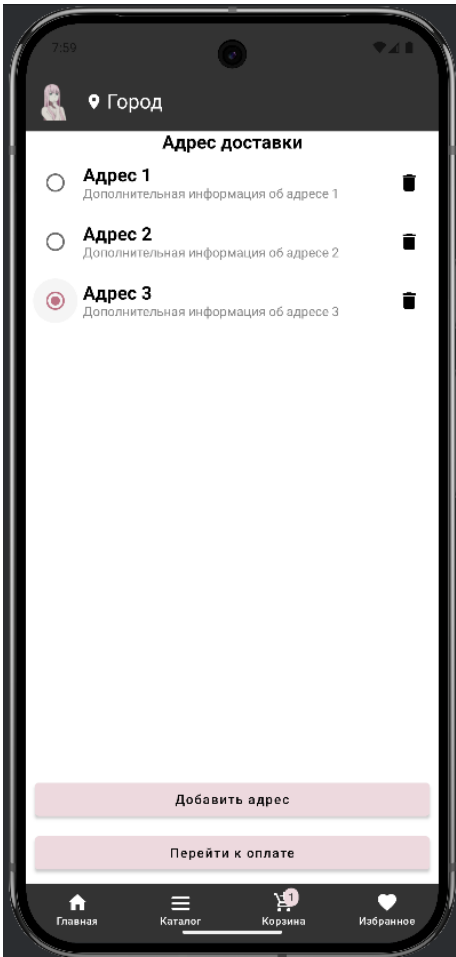 7:59
Город
Адрес доставки
Адрес 1
Дополнительная информация об адресе 1
Адрес 2
Дополнительная информация об адресе 2
Адрес 3
Дополнительная информация об адресе 3
Добавить адрес
Перейти к оплате
1
Главная
Каталог
Корзина
Избранное